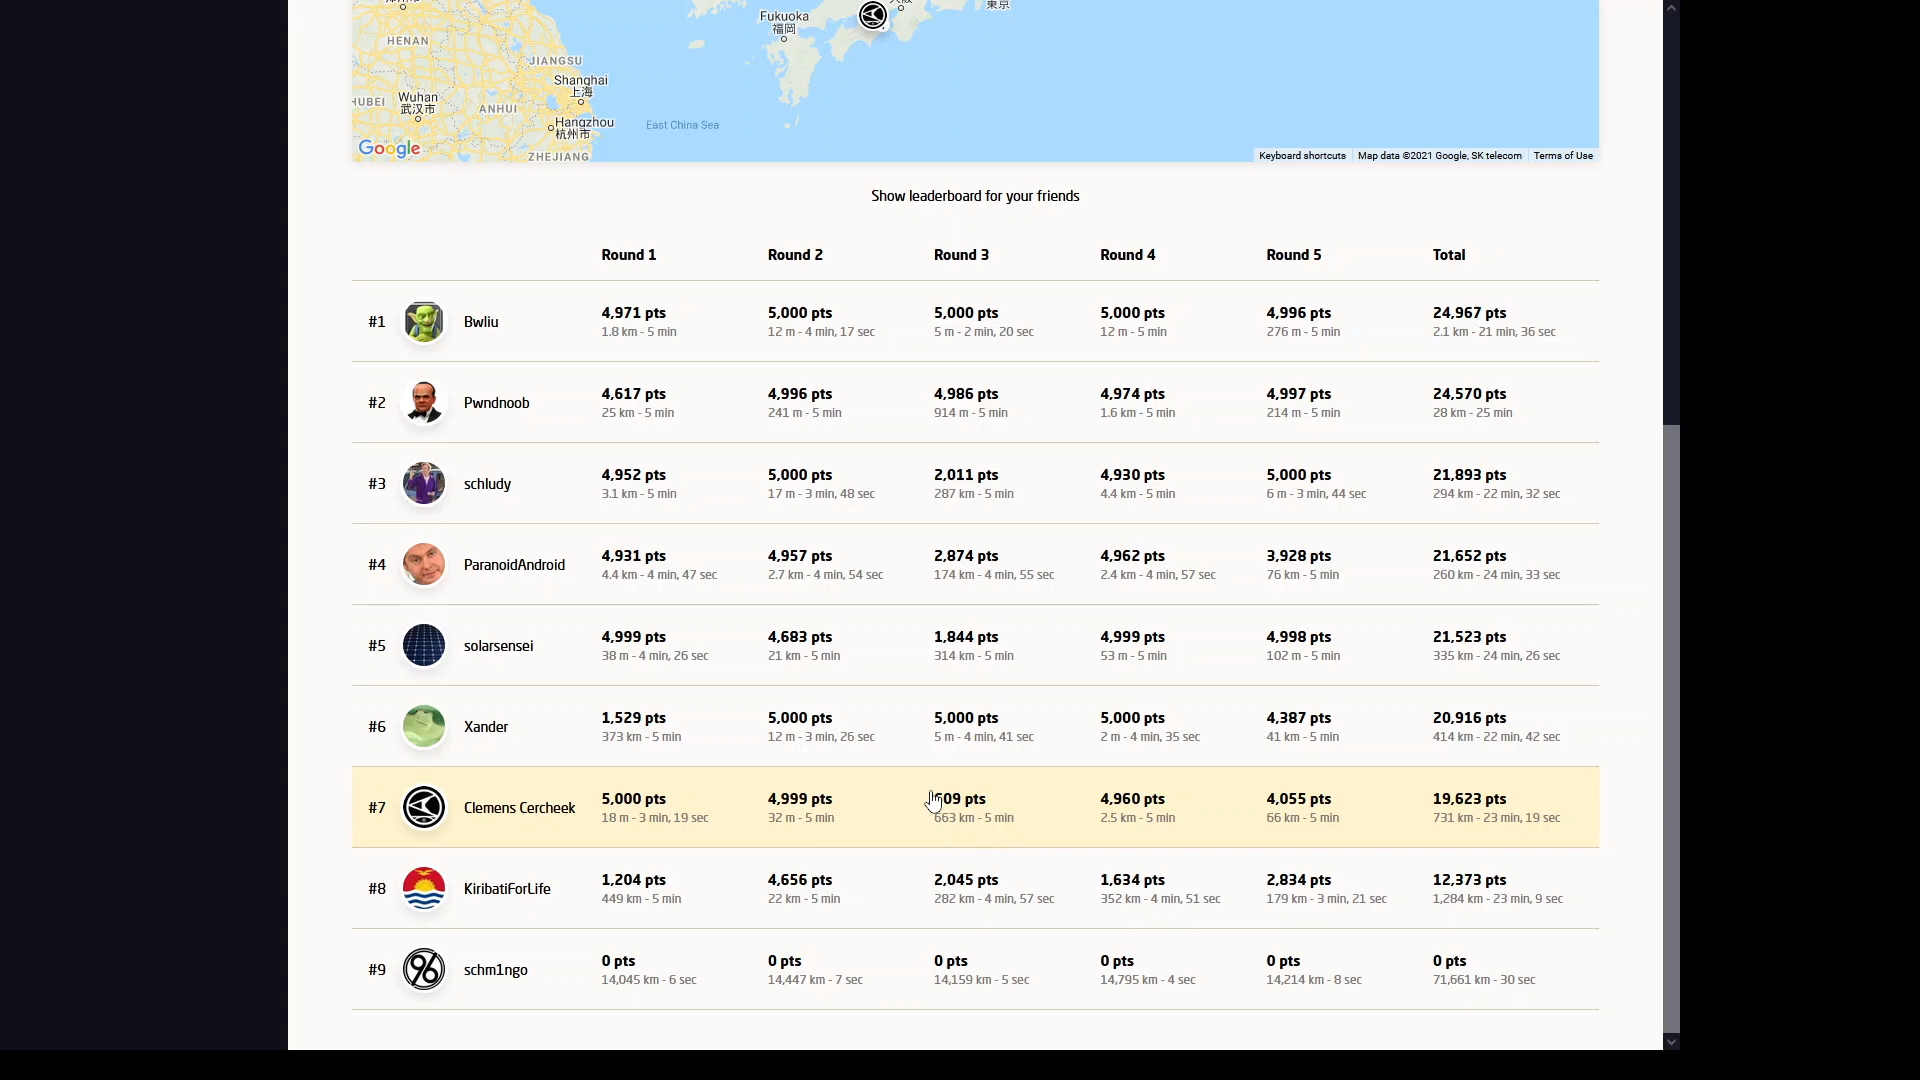 東京
Fukuoka
福岡
HENAN
JIANGSU
Shanghai
上海
HUBEI
Wuhan
武汉市
ANHUI
Hangzhou
杭州市
East China Sea
ZHEJIANG
Google
Keyboard shortcuts
Map data ©2021 Google, SK telecom
Terms of Use
Show leaderboard for your friends
Round 1 Round 2 Round 3 Round 4 Round 5 Total
#1 Bwliu 4,971 pts 5,000 pts 5,000 pts 5,000 pts 4,996 pts 24,967 pts
1.8 km - 5 min 12 m - 4 min, 17 sec 5 m - 2 min, 20 sec 12 m - 5 min 276 m - 5 min 2.1 km - 21 min, 36 sec
#2 Pwndnoob 4,617 pts 4,996 pts 4,986 pts 4,974 pts 4,997 pts 24,570 pts
25 km - 5 min 241 m - 5 min 914 m - 5 min 1.6 km - 5 min 214 m - 5 min 28 km - 25 min
#3 schludy 4,952 pts 5,000 pts 2,011 pts 4,930 pts 5,000 pts 21,893 pts
3.1 km - 5 min 17 m - 3 min, 48 sec 287 km - 5 min 4.4 km - 5 min 6 m - 3 min, 44 sec 294 km - 22 min, 32 sec
#4 ParanoidAndroid 4,931 pts 4,957 pts 2,874 pts 4,962 pts 3,928 pts 21,652 pts
4.4 km - 4 min, 47 sec 2.7 km - 4 min, 54 sec 174 km - 4 min, 55 sec 2.4 km - 4 min, 57 sec 76 km - 5 min 260 km - 24 min, 33 sec
#5 solarsensei 4,999 pts 4,683 pts 1,844 pts 4,999 pts 4,998 pts 21,523 pts
38 m - 4 min, 26 sec 21 km - 5 min 314 km - 5 min 53 m - 5 min 102 m - 5 min 335 km - 24 min, 26 sec
#6 Xander 1,529 pts 5,000 pts 5,000 pts 5,000 pts 4,387 pts 20,916 pts
373 km - 5 min 12 m - 3 min, 26 sec 5 m - 4 min, 41 sec 2 m - 4 min, 35 sec 41 km - 5 min 414 km - 22 min, 42 sec
#7 Clemens Cercheek 5,000 pts 4,999 pts pts 4,960 pts 4,055 pts 19,623 pts
18 m - 3 min, 19 sec 32 m - 5 min 663 km - 5 min 2.5 km - 5 min 66 km - 5 min 731 km - 23 min, 19 sec
#8 KiribatiForLife 1,204 pts 4,656 pts 2,045 pts 1,634 pts 2,834 pts 12,373 pts
449 km - 5 min 22 km - 5 min 282 km - 4 min, 57 sec 352 km - 4 min, 51 sec 179 km - 3 min, 21 sec 1,284 km - 23 min, 9 sec
#9 96 schm1ngo 0 pts 0 pts 0 pts 0 pts 0 pts 0 pts
14,045 km - 6 sec 14,447 km - 7 sec 14,159 km - 5 sec 14,795 km - 4 sec 14,214 km - 8 sec 71,661 km - 30 sec